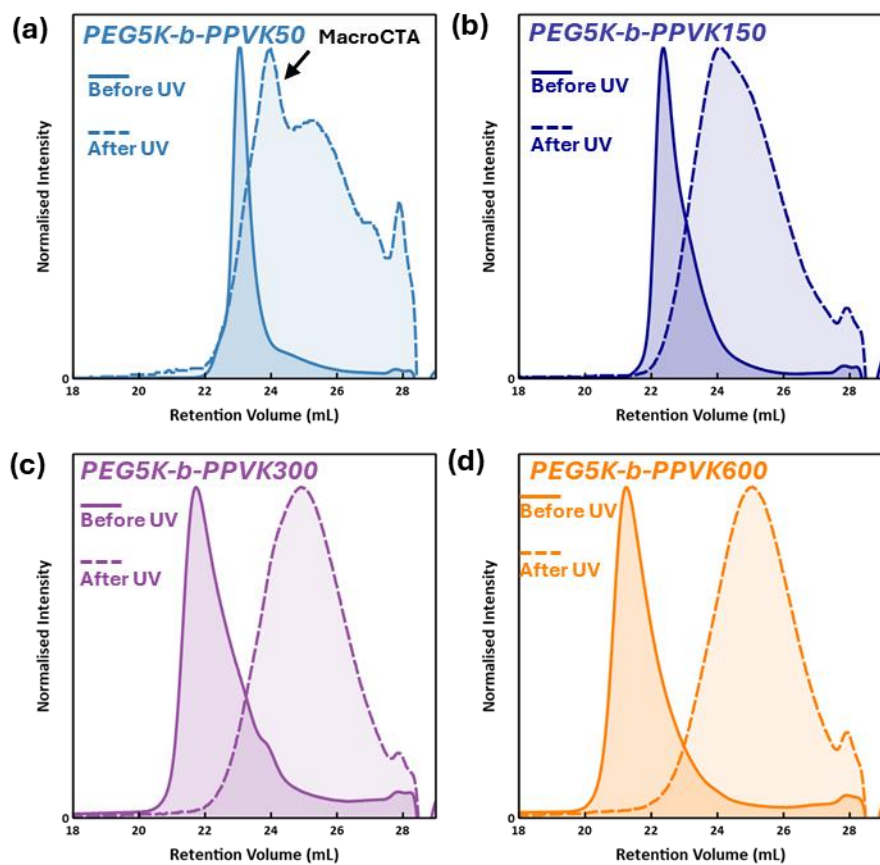 (a)
PEG5K-b-PPVK50
MacroCTA
Before UV
After UV
Normalised Intensity
0
18 20 22 24 26 28
Retention Volume (mL)
(b)
PEG5K-b-PPVK150
Before UV
After UV
Normalised Intensity
0
18 20 22 24 26 28
Retention Volume (mL)
(c)
PEG5K-b-PPVK300
Before UV
After UV
Normalised Intensity
0
18 20 22 24 26 28
Retention Volume (mL)
(d)
PEG5K-b-PPVK600
Before UV
After UV
Normalised Intensity
0
18 20 22 24 26 28
Retention Volume (mL)